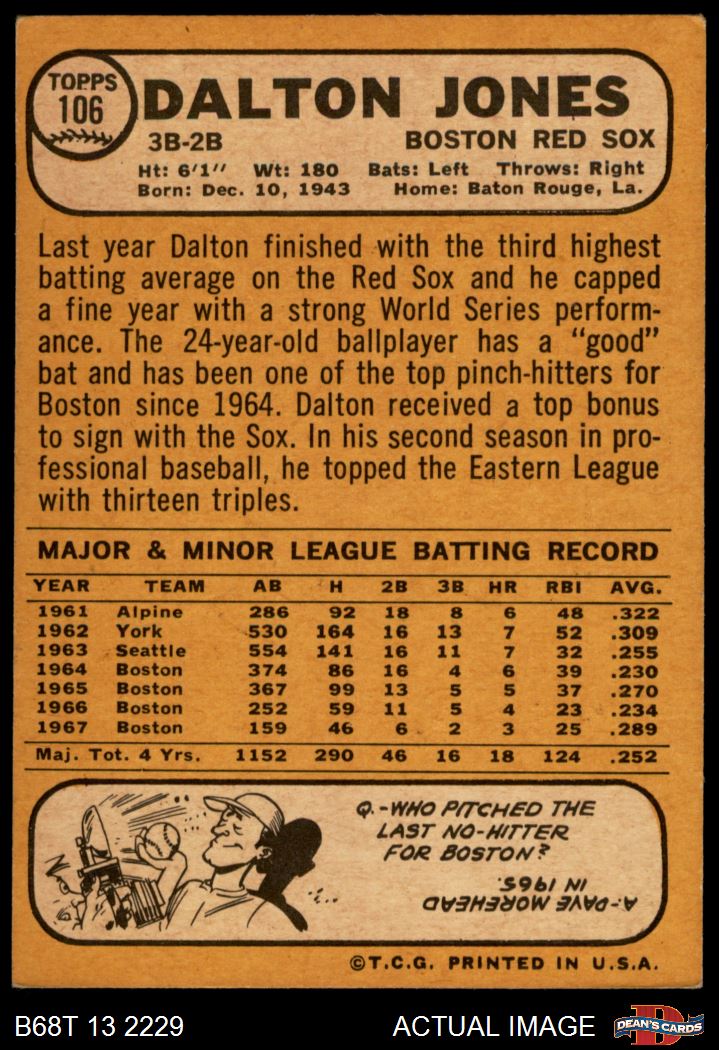 TOPPS
106
DALTON JONES
3B-2B BOSTON RED SOX
Ht: 6'1" Wt: 180 Bats: Left Throws: Right
Born: Dec. 10, 1943 Home: Baton Rouge, La.
Last year Dalton finished with the third highest
batting average on the Red Sox and he capped
a fine year with a strong World Series perform-
ance. The 24-year-old ballplayer has a "good"
bat and has been one of the top pinch-hitters for
Boston since 1964. Dalton received a top bonus
to sign with the Sox. In his second season in pro-
fessional baseball, he topped the Eastern League
with thirteen triples.
MAJOR & MINOR LEAGUE BATTING RECORD
YEAR TEAM AB H 2B 3B HR RBI AVG.
1961 Alpine 286 92 18 8 6 48 .322
1962 York 530 164 16 13 7 52 .309
1963 Seattle 554 141 16 11 7 32 .255
1964 Boston 374 86 16 4 6 39 .230
1965 Boston 367 99 13 5 5 37 .270
1966 Boston 252 59 11 5 4 23 .234
1967 Boston 159 46 6 2 3 25 .289
Maj. Tot. 4 Yrs. 1152 290 46 16 18 124 .252
Q.-WHO PITCHED THE
LAST NO-HITTER
FOR BOSTON?
A.-DAVE MOREHEAD
IN 1965.
©T.C.G. PRINTED IN U.S.A.
B68T 13 2229 ACTUAL IMAGE
D
DEAN'S CARDS